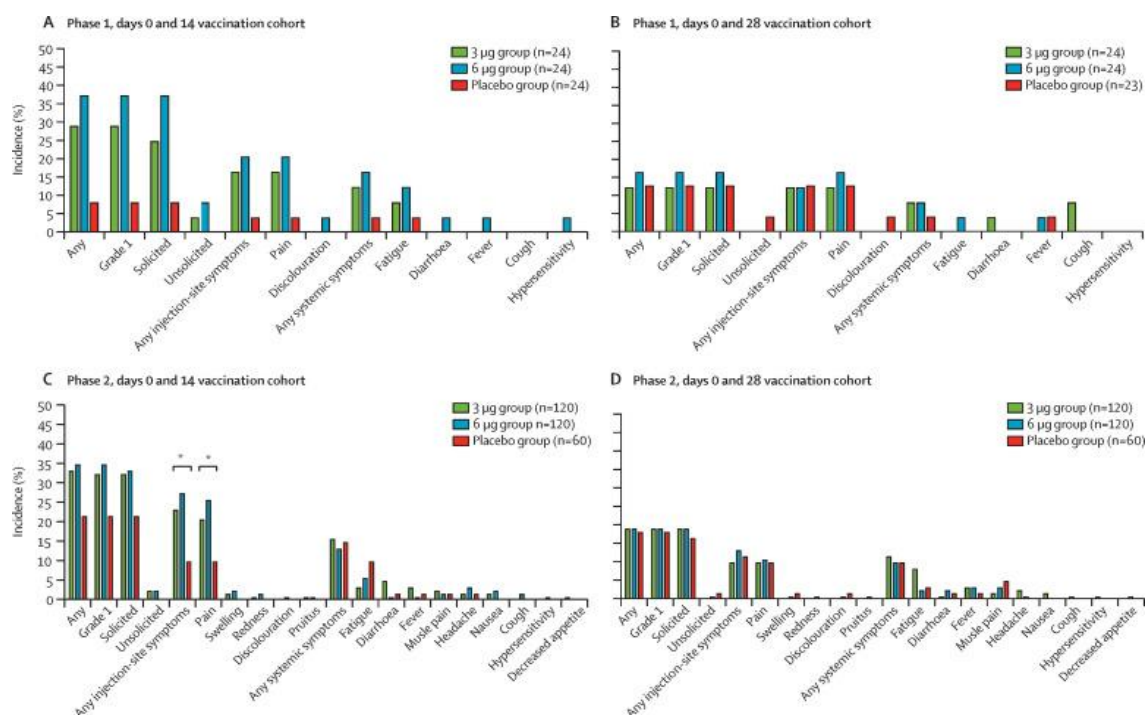 A Phase 1, days 0 and 14 vaccination cohort
3 µg group (n=24)
6 µg group (n=24)
Placebo group (n=24)
Incidence (%)
50
45
40
35
30
25
20
15
10
5
0
Any
Grade 1
Solicited
Unsolicited
Any injection-site symptoms
Pain
Discolouration
Any systemic symptoms
Fatigue
Diarrhoea
Fever
Cough
Hypersensitivity
B Phase 1, days 0 and 28 vaccination cohort
3 µg group (n=24)
6 µg group (n=24)
Placebo group (n=23)
Any
Grade 1
Solicited
Unsolicited
Any injection-site symptoms
Pain
Discolouration
Any systemic symptoms
Fatigue
Diarrhoea
Fever
Cough
Hypersensitivity
C Phase 2, days 0 and 14 vaccination cohort
3 µg group (n=120)
6 µg group n=120)
Placebo group (n=60)
Incidence (%)
50
45
40
35
30
25
20
15
10
5
0
* *
Any
Grade 1
Solicited
Unsolicited
Any injection-site symptoms
Pain
Swelling
Redness
Discolouration
Pruitus
Any systemic symptoms
Fatigue
Diarrhoea
Fever
Musle pain
Headache
Nausea
Cough
Hypersensitivity
Decreased appetite
D Phase 2, days 0 and 28 vaccination cohort
3 µg group (n=120)
6 µg group (n=120)
Placebo group (n=60)
Any
Grade 1
Solicited
Unsolicited
Any injection-site symptoms
Pain
Swelling
Redness
Discolouration
Pruitus
Any systemic symptoms
Fatigue
Diarrhoea
Fever
Musle pain
Headache
Nausea
Cough
Hypersensitivity
Decreased appetite